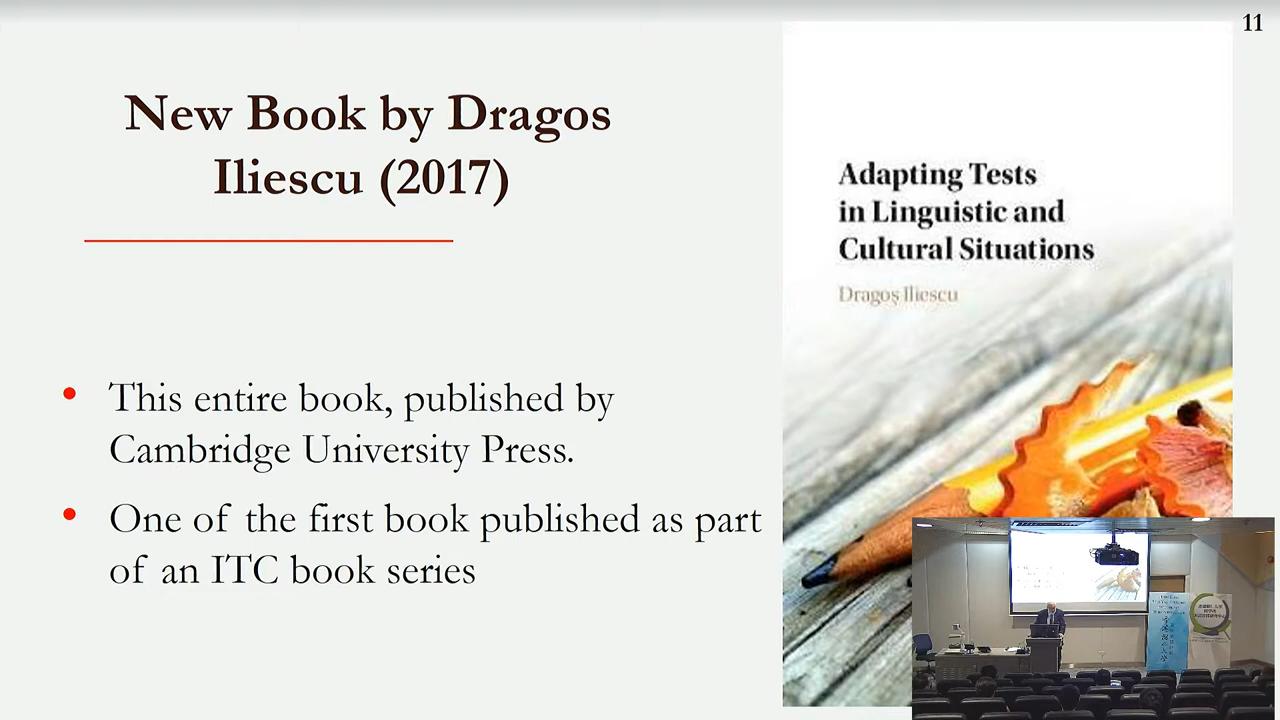 11
New Book by Dragos
Iliescu (2017)
• This entire book, published by
Cambridge University Press.
• One of the first book published as part
of an ITC book series
Adapting Tests
in Linguistic and
Cultural Situations
Dragoş Iliescu